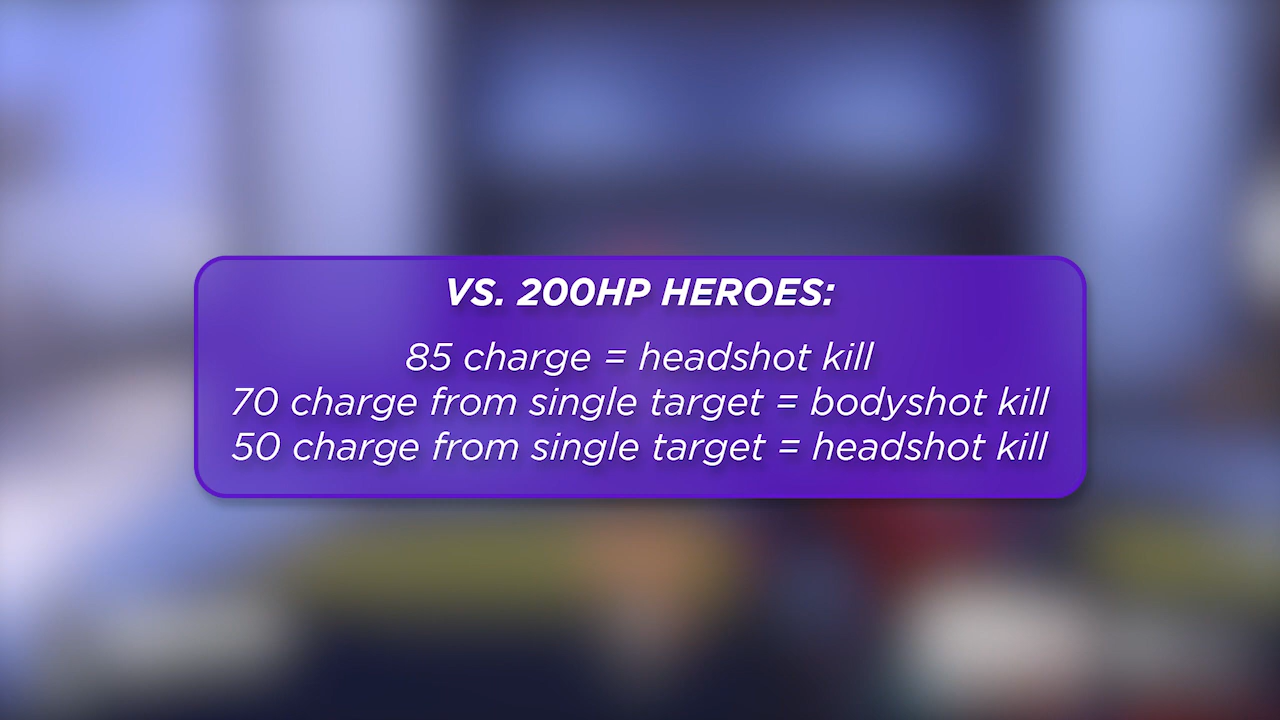 VS. 200HP HEROES:
85 charge = headshot kill
70 charge from single target = bodyshot kill
50 charge from single target = headshot kill